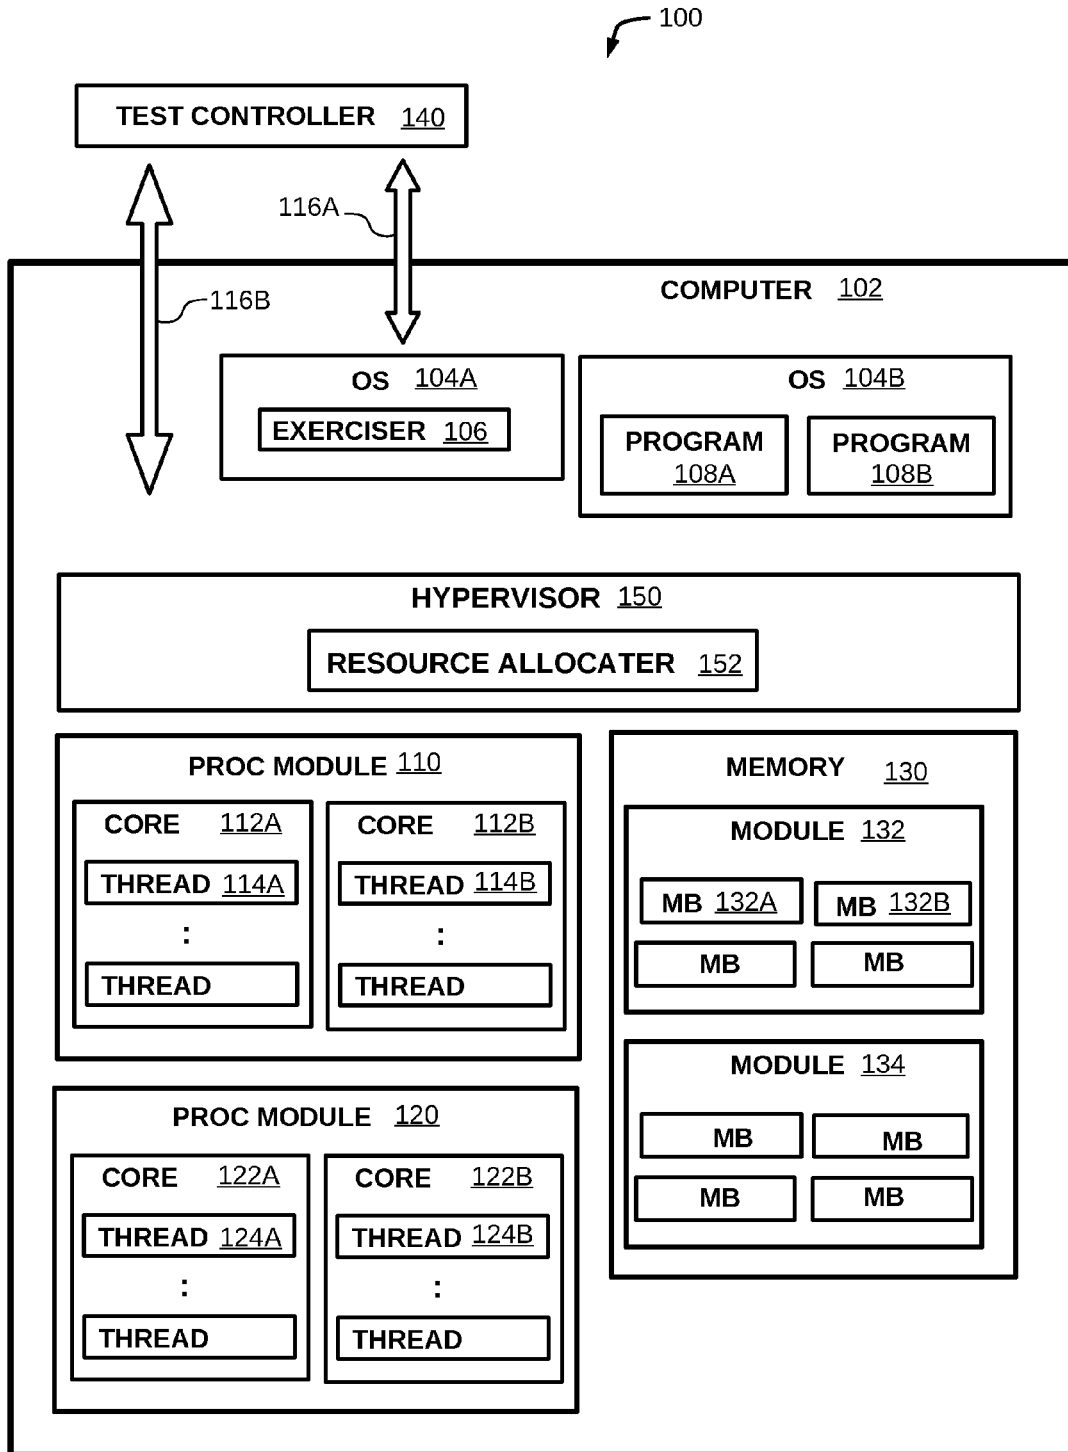 100
TEST CONTROLLER 140
116A
116B
COMPUTER 102
OS 104A
EXERCISER 106
OS 104B
PROGRAM
108A
PROGRAM
108B
HYPERVISOR 150
RESOURCE ALLOCATER 152
PROC MODULE 110
CORE 112A
THREAD 114A
:
THREAD
CORE 112B
THREAD 114B
:
THREAD
MEMORY 130
MODULE 132
MB 132A
MB 132B
MB
MB
MODULE 134
MB
MB
MB
MB
PROC MODULE 120
CORE 122A
THREAD 124A
:
THREAD
CORE 122B
THREAD 124B
:
THREAD